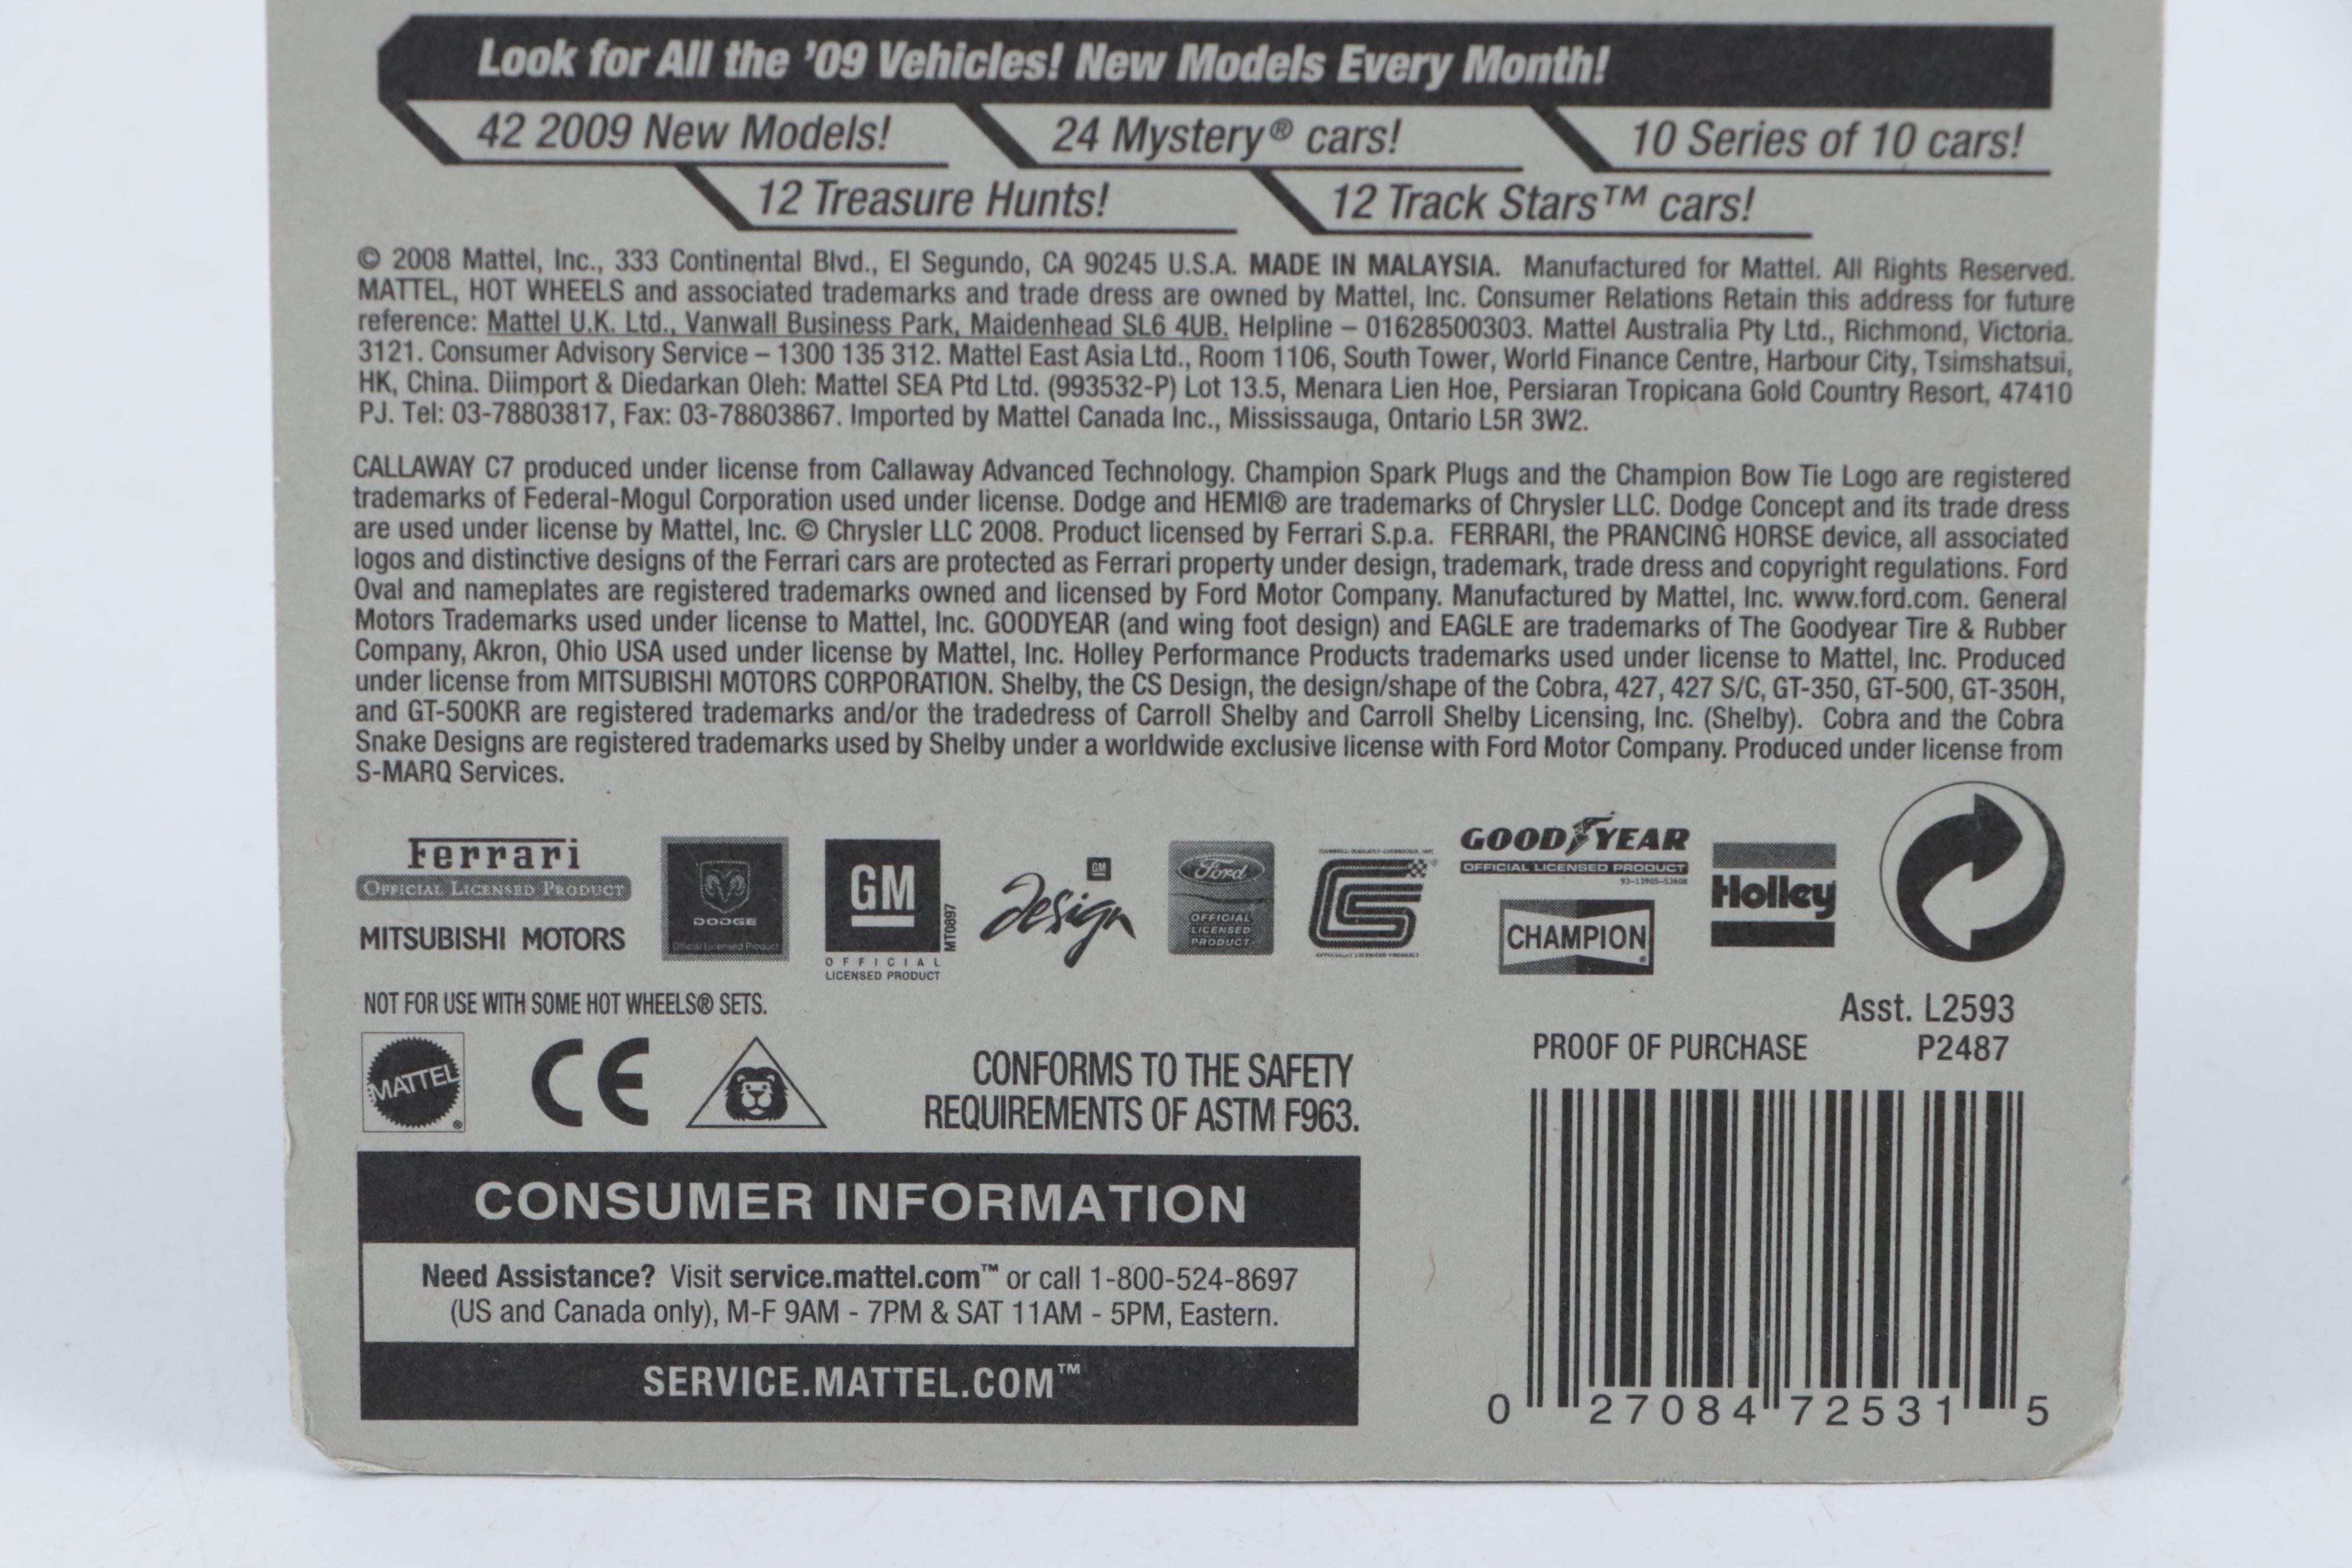 Look for All the '09 Vehicles! New Models Every Month!
42 2009 New Models!
24 Mystery® cars!
10 Series of 10 cars!
12 Treasure Hunts!
12 Track Stars™ cars!
© 2008 Mattel, Inc., 333 Continental Blvd., El Segundo, CA 90245 U.S.A. MADE IN MALAYSIA. Manufactured for Mattel. All Rights Reserved.
MATTEL, HOT WHEELS and associated trademarks and trade dress are owned by Mattel, Inc. Consumer Relations Retain this address for future
reference: Mattel U.K. Ltd., Vanwall Business Park, Maidenhead SL6 4UB. Helpline – 01628500303. Mattel Australia Pty Ltd., Richmond, Victoria.
3121. Consumer Advisory Service – 1300 135 312. Mattel East Asia Ltd., Room 1106, South Tower, World Finance Centre, Harbour City, Tsimshatsui,
HK, China. Diimport & Diedarkan Oleh: Mattel SEA Ptd Ltd. (993532-P) Lot 13.5, Menara Lien Hoe, Persiaran Tropicana Gold Country Resort, 47410
PJ. Tel: 03-78803817, Fax: 03-78803867. Imported by Mattel Canada Inc., Mississauga, Ontario L5R 3W2.
CALLAWAY C7 produced under license from Callaway Advanced Technology. Champion Spark Plugs and the Champion Bow Tie Logo are registered
trademarks of Federal-Mogul Corporation used under license. Dodge and HEMI® are trademarks of Chrysler LLC. Dodge Concept and its trade dress
are used under license by Mattel, Inc. © Chrysler LLC 2008. Product licensed by Ferrari S.p.a. FERRARI, the PRANCING HORSE device, all associated
logos and distinctive designs of the Ferrari cars are protected as Ferrari property under design, trademark, trade dress and copyright regulations. Ford
Oval and nameplates are registered trademarks owned and licensed by Ford Motor Company. Manufactured by Mattel, Inc. www.ford.com. General
Motors Trademarks used under license to Mattel, Inc. GOODYEAR (and wing foot design) and EAGLE are trademarks of The Goodyear Tire & Rubber
Company, Akron, Ohio USA used under license by Mattel, Inc. Holley Performance Products trademarks used under license to Mattel, Inc. Produced
under license from MITSUBISHI MOTORS CORPORATION. Shelby, the CS Design, the design/shape of the Cobra, 427, 427 S/C, GT-350, GT-500, GT-350H,
and GT-500KR are registered trademarks and/or the tradedress of Carroll Shelby and Carroll Shelby Licensing, Inc. (Shelby). Cobra and the Cobra
Snake Designs are registered trademarks used by Shelby under a worldwide exclusive license with Ford Motor Company. Produced under license from
S-MARQ Services.
Ferrari
OFFICIAL LICENSED PRODUCT
MITSUBISHI MOTORS
DODGE
Official Licensed Product
GM
MT0897
OFFICIAL
LICENSED PRODUCT
GM
Design
Ford
OFFICIAL
LICENSED
PRODUCT
CS
GOODYEAR
OFFICIAL LICENSED PRODUCT
93-13905-53608
CHAMPION
Holley
NOT FOR USE WITH SOME HOT WHEELS® SETS.
Asst. L2593
PROOF OF PURCHASE P2487
MATTEL®
CE
CONFORMS TO THE SAFETY
REQUIREMENTS OF ASTM F963.
CONSUMER INFORMATION
Need Assistance? Visit service.mattel.com™ or call 1-800-524-8697
(US and Canada only), M-F 9AM - 7PM & SAT 11AM - 5PM, Eastern.
SERVICE.MATTEL.COM™
0 27084 72531 5